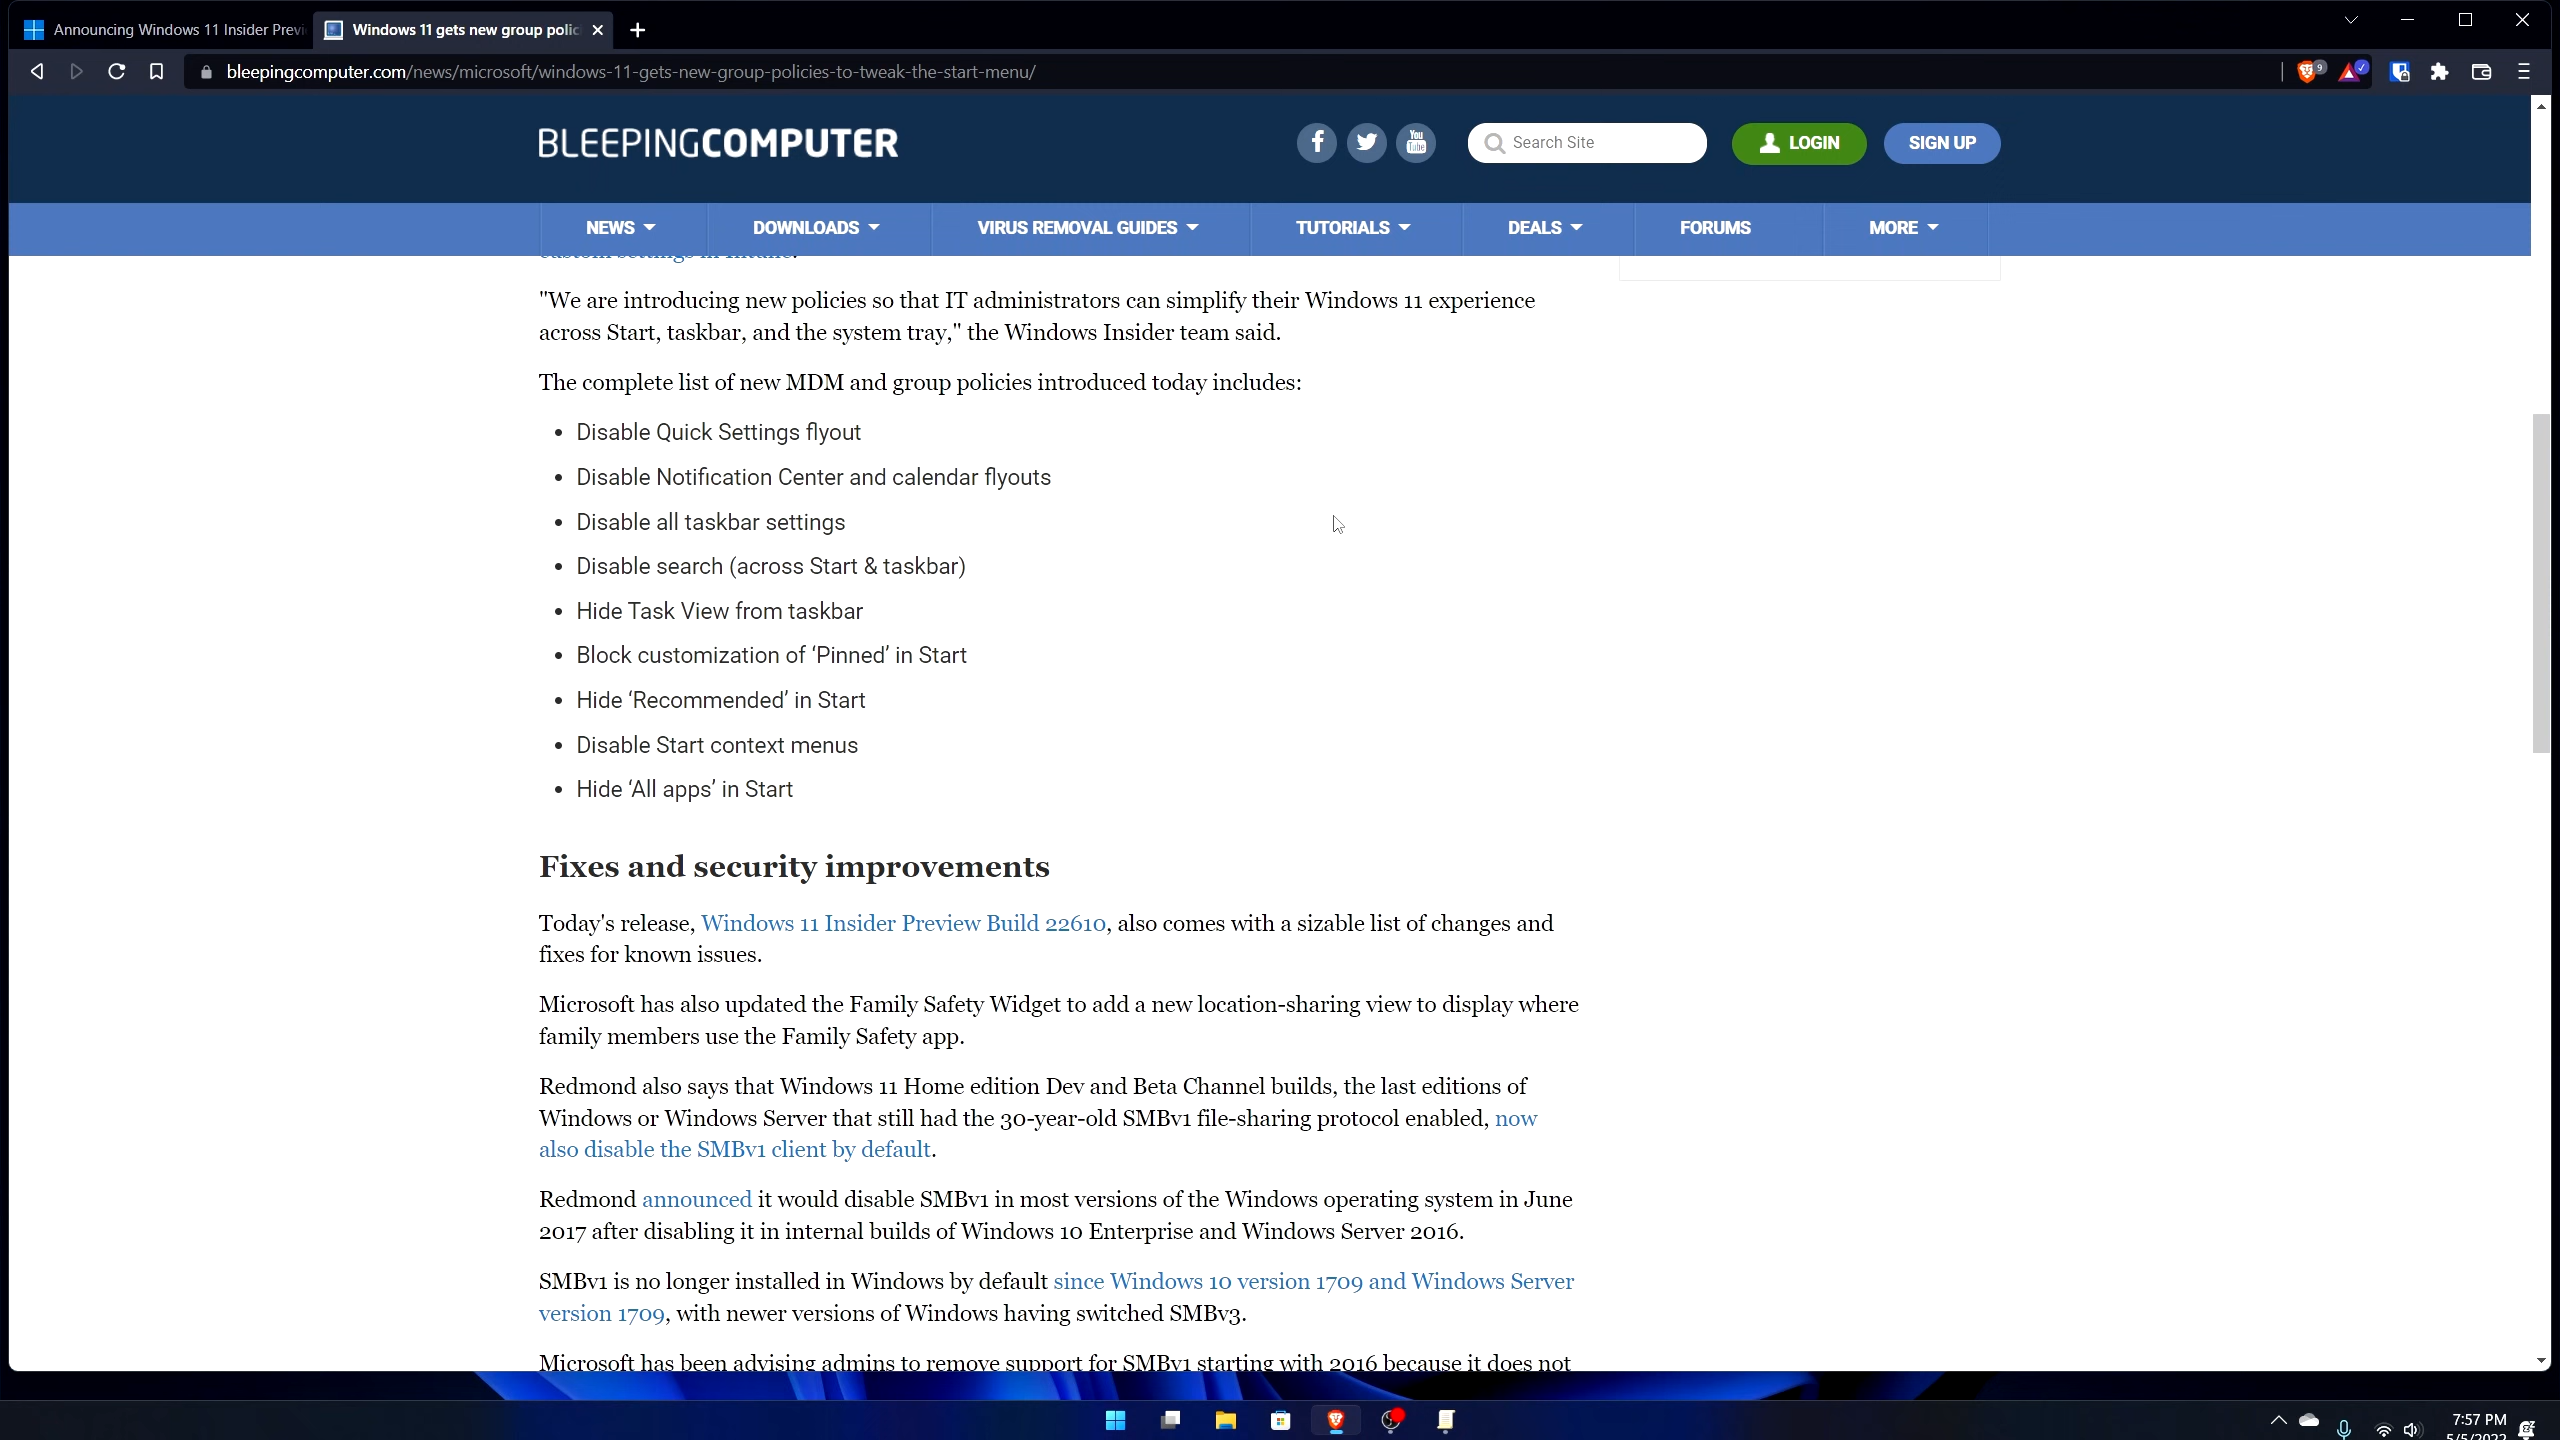 Announcing Windows 11 Insider Previ
Windows 11 gets new group polic
bleepingcomputer.com/news/microsoft/windows-11-gets-new-group-policies-to-tweak-the-start-menu/
9
BLEEPINGCOMPUTER
You
Tube
Search Site
LOGIN
SIGN UP
NEWS
DOWNLOADS
VIRUS REMOVAL GUIDES
TUTORIALS
DEALS
FORUMS
MORE
custom settings in Intune.
"We are introducing new policies so that IT administrators can simplify their Windows 11 experience
across Start, taskbar, and the system tray," the Windows Insider team said.
The complete list of new MDM and group policies introduced today includes:
• Disable Quick Settings flyout
• Disable Notification Center and calendar flyouts
• Disable all taskbar settings
• Disable search (across Start & taskbar)
• Hide Task View from taskbar
• Block customization of ‘Pinned’ in Start
• Hide ‘Recommended’ in Start
• Disable Start context menus
• Hide ‘All apps’ in Start
Fixes and security improvements
Today's release, Windows 11 Insider Preview Build 22610, also comes with a sizable list of changes and
fixes for known issues.
Microsoft has also updated the Family Safety Widget to add a new location-sharing view to display where
family members use the Family Safety app.
Redmond also says that Windows 11 Home edition Dev and Beta Channel builds, the last editions of
Windows or Windows Server that still had the 30-year-old SMBv1 file-sharing protocol enabled, now
also disable the SMBv1 client by default.
Redmond announced it would disable SMBv1 in most versions of the Windows operating system in June
2017 after disabling it in internal builds of Windows 10 Enterprise and Windows Server 2016.
SMBv1 is no longer installed in Windows by default since Windows 10 version 1709 and Windows Server
version 1709, with newer versions of Windows having switched SMBv3.
Microsoft has been advising admins to remove support for SMBv1 starting with 2016 because it does not
7:57 PM
5/5/2022